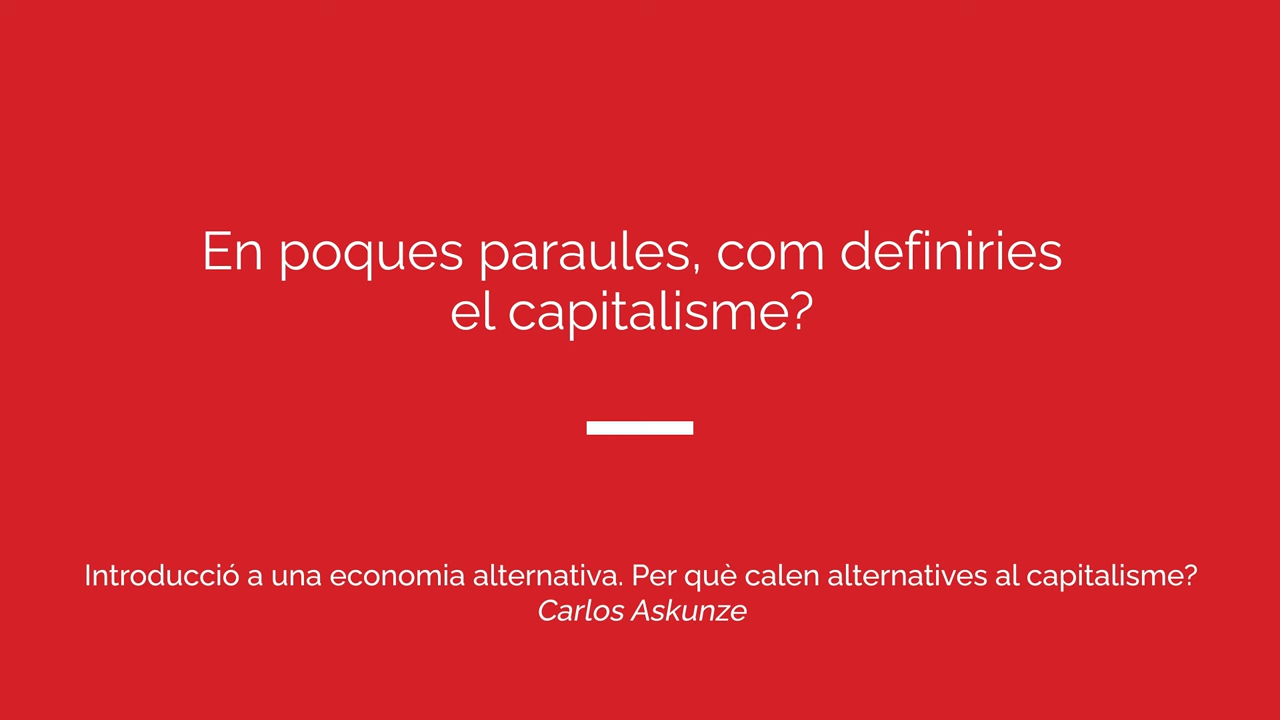 En poques paraules, com definiries
el capitalisme?
Introducció a una economia alternativa. Per què calen alternatives al capitalisme?
Carlos Askunze